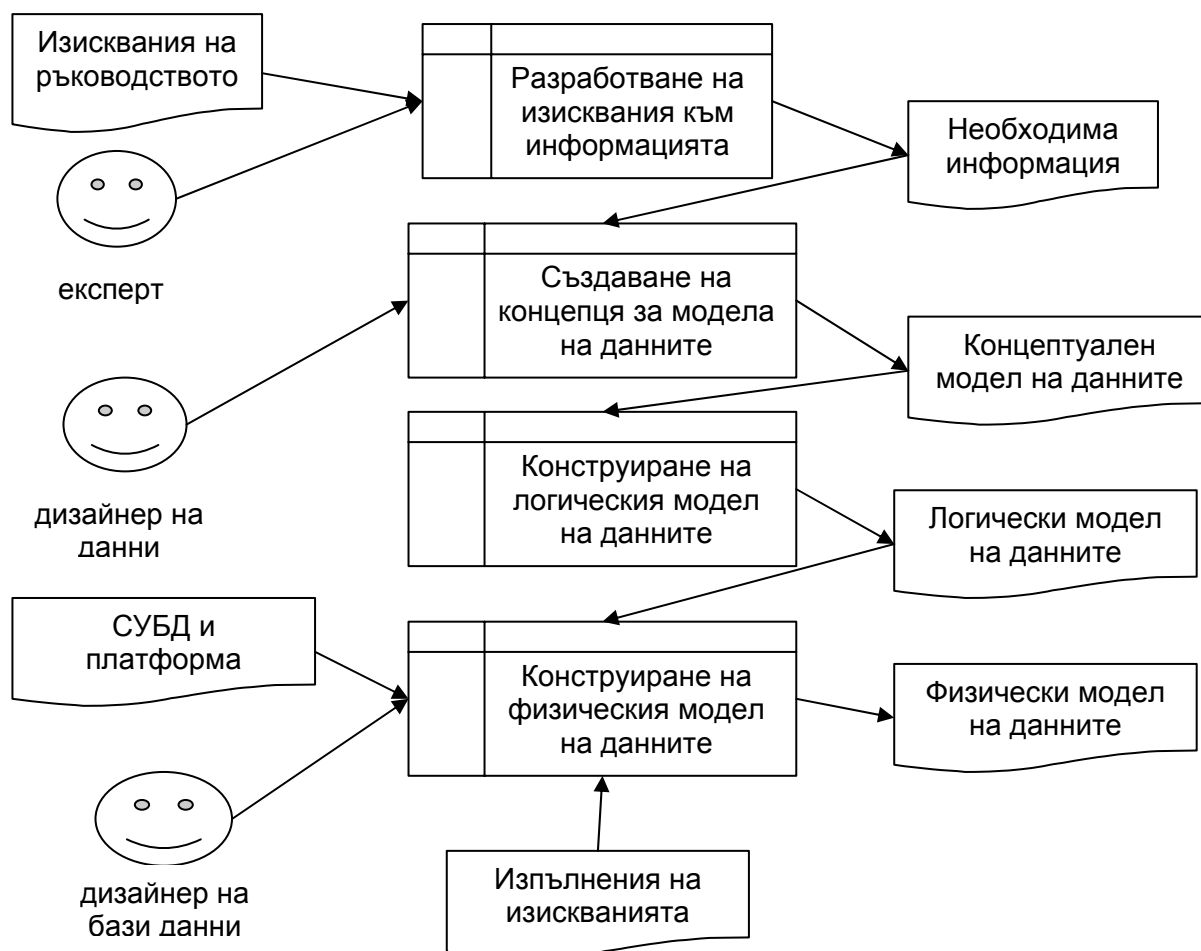 Изисквания на
ръководството
Разработване на
изисквания към
информацията
Необходима
информация
експерт
Създаване на
концепця за модела
на данните
Концептуален
модел на данните
дизайнер на
данни
Конструиране на
логическия модел
на данните
Логически модел
на данните
СУБД и
платформа
Конструиране на
физическия модел
на данните
Физически модел
на данните
дизайнер на
бази данни
Изпълнения на
изискванията